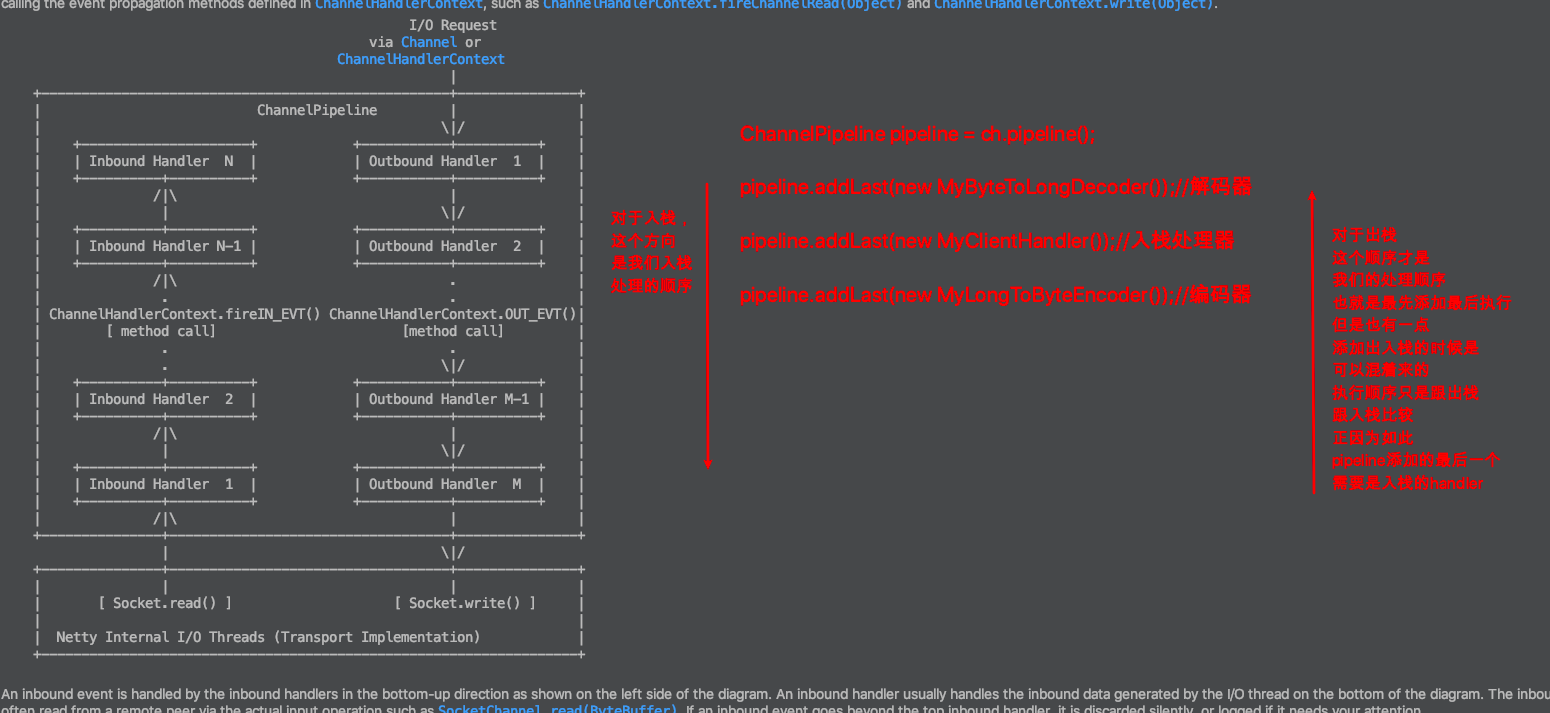 calling the event propagation methods defined in ChannelHandlerContext, such as ChannelHandlerContext.fireChannelRead(Object) and ChannelHandlerContext.write(Object).
I/O Request
via Channel or
ChannelHandlerContext
ChannelPipeline
Inbound Handler N
Outbound Handler 1
Inbound Handler N-1
Outbound Handler 2
ChannelHandlerContext.fireIN_EVT() ChannelHandlerContext.OUT_EVT()
[ method call] [method call]
Inbound Handler 2
Outbound Handler M-1
Inbound Handler 1
Outbound Handler M
[ Socket.read() ] [ Socket.write() ]
Netty Internal I/O Threads (Transport Implementation)
对于入栈，
这个方向
是我们入栈
处理的顺序
ChannelPipeline pipeline = ch.pipeline();
pipeline.addLast(new MyByteToLongDecoder());//解码器
pipeline.addLast(new MyClientHandler());//入栈处理器
pipeline.addLast(new MyLongToByteEncoder());//编码器
对于出栈
这个顺序才是
我们的处理顺序
也就是最先添加最后执行
但是也有一点
添加出入栈的时候是
可以混着来的
执行顺序只是跟出栈
跟入栈比较
正因为如此
pipeline添加的最后一个
需要是入栈的handler
An inbound event is handled by the inbound handlers in the bottom-up direction as shown on the left side of the diagram. An inbound handler usually handles the inbound data generated by the I/O thread on the bottom of the diagram. The inbou
often read from a remote peer via the actual input operation such as SocketChannel.read(ByteBuffer). If an inbound event goes beyond the top inbound handler, it is discarded silently, or logged if it needs your attention.